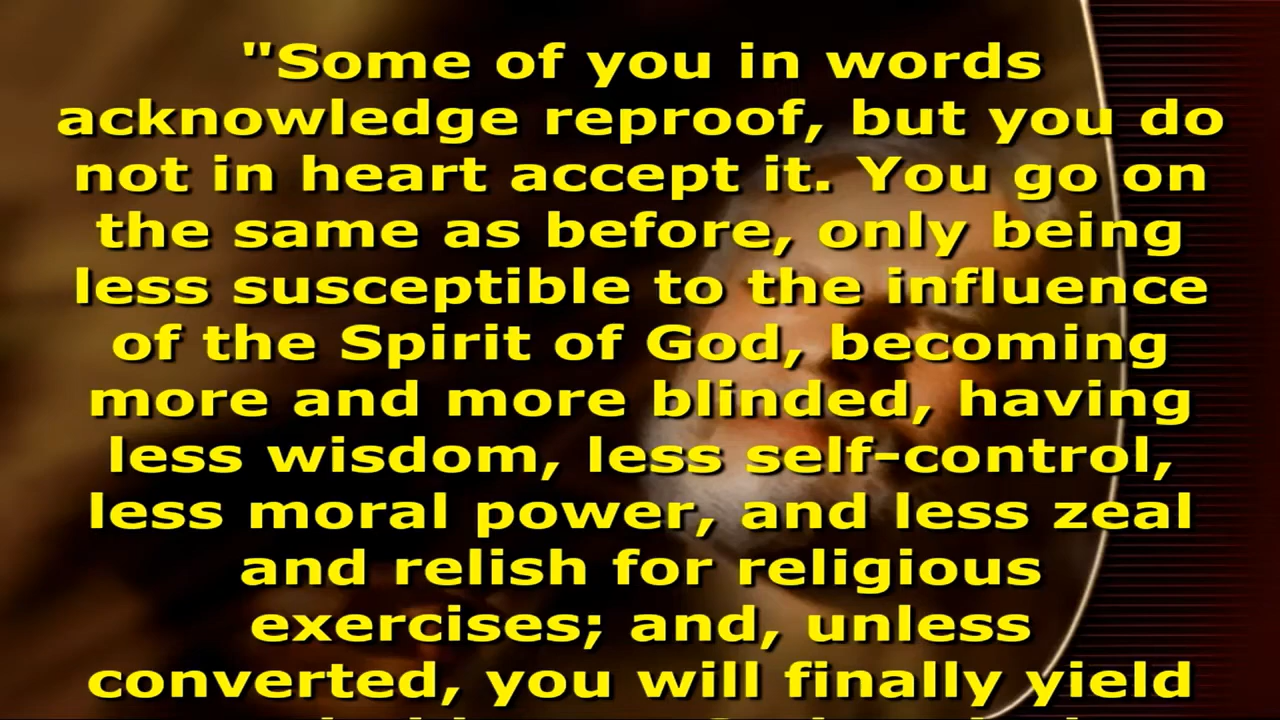 "Some of you in words
acknowledge reproof, but you do
not in heart accept it. You go on
the same as before, only being
less susceptible to the influence
of the Spirit of God, becoming
more and more blinded, having
less wisdom, less self-control,
less moral power, and less zeal
and relish for religious
exercises; and, unless
converted, you will finally yield